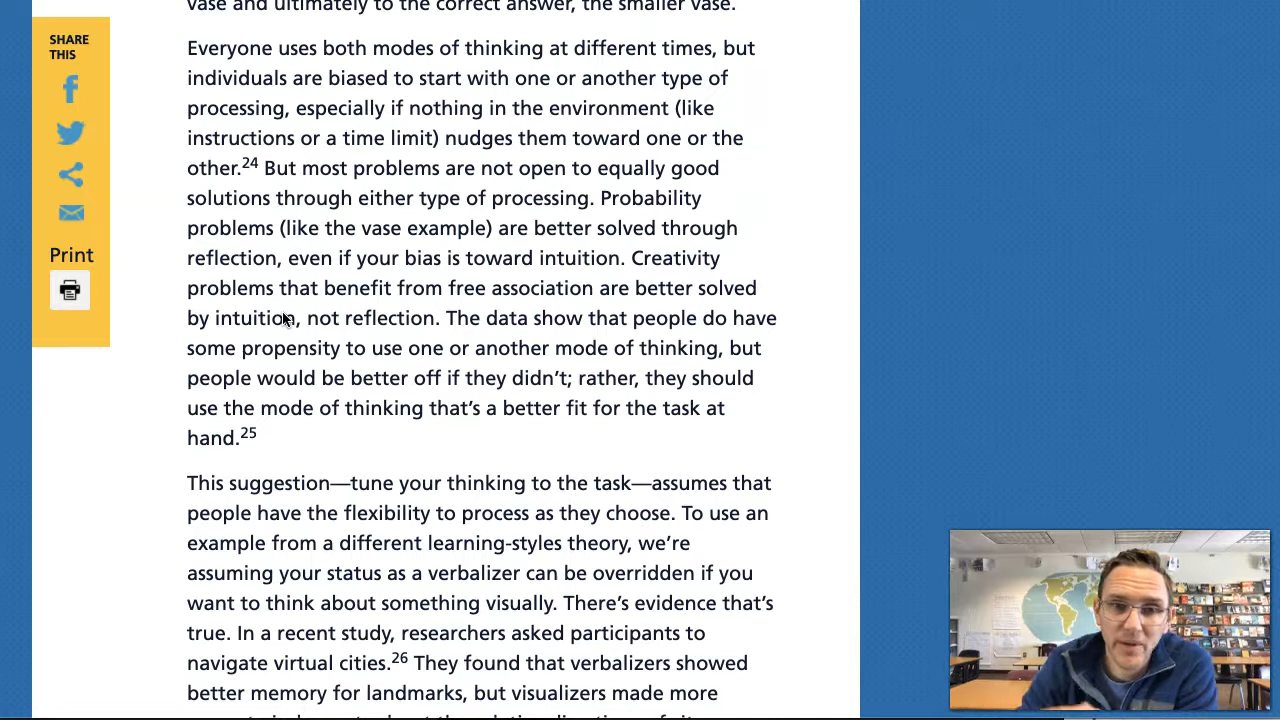 vase and ultimately to the correct answer, the smaller vase.
SHARE
THIS
Print
Everyone uses both modes of thinking at different times, but
individuals are biased to start with one or another type of
processing, especially if nothing in the environment (like
instructions or a time limit) nudges them toward one or the
other.24 But most problems are not open to equally good
solutions through either type of processing. Probability
problems (like the vase example) are better solved through
reflection, even if your bias is toward intuition. Creativity
problems that benefit from free association are better solved
by intuition, not reflection. The data show that people do have
some propensity to use one or another mode of thinking, but
people would be better off if they didn’t; rather, they should
use the mode of thinking that’s a better fit for the task at
hand.25
This suggestion—tune your thinking to the task—assumes that
people have the flexibility to process as they choose. To use an
example from a different learning-styles theory, we’re
assuming your status as a verbalizer can be overridden if you
want to think about something visually. There’s evidence that’s
true. In a recent study, researchers asked participants to
navigate virtual cities.26 They found that verbalizers showed
better memory for landmarks, but visualizers made more